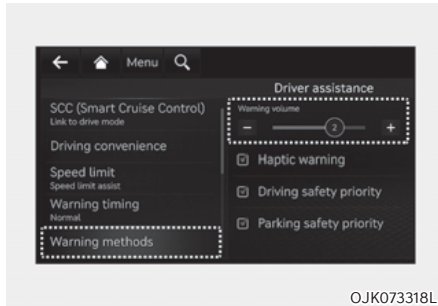 Menu
Driver assistance
SCC (Smart Cruise Control)
Link to drive mode
Driving convenience
Speed limit
Speed limit assist
Warning timing
Normal
Warning methods
Warning volume
− 2 +
Haptic warning
Driving safety priority
Parking safety priority
OJK073318L